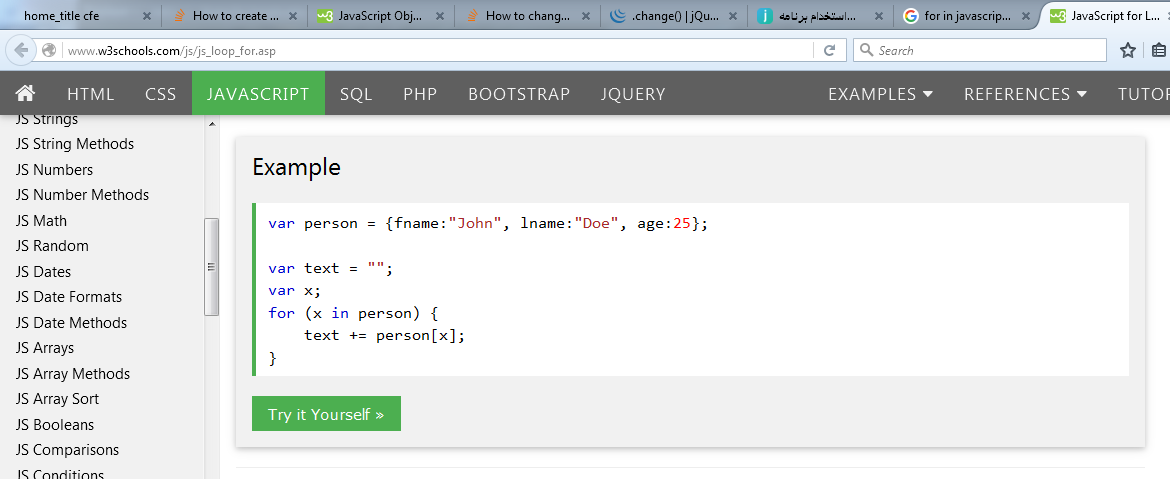 home_title cfe
How to create ...
JavaScript Obj...
How to chang...
.change() | jQu...
استخدام برنامه...
for in javascrip...
JavaScript for L...
www.w3schools.com/js/js_loop_for.asp
Search
HTML CSS JAVASCRIPT SQL PHP BOOTSTRAP JQUERY EXAMPLES REFERENCES TUTOR
JS Strings
JS String Methods
JS Numbers
JS Number Methods
JS Math
JS Random
JS Dates
JS Date Formats
JS Date Methods
JS Arrays
JS Array Methods
JS Array Sort
JS Booleans
JS Comparisons
JS Conditions
Example
var person = {fname:"John", lname:"Doe", age:25};
var text = "";
var x;
for (x in person) {
    text += person[x];
}
Try it Yourself »